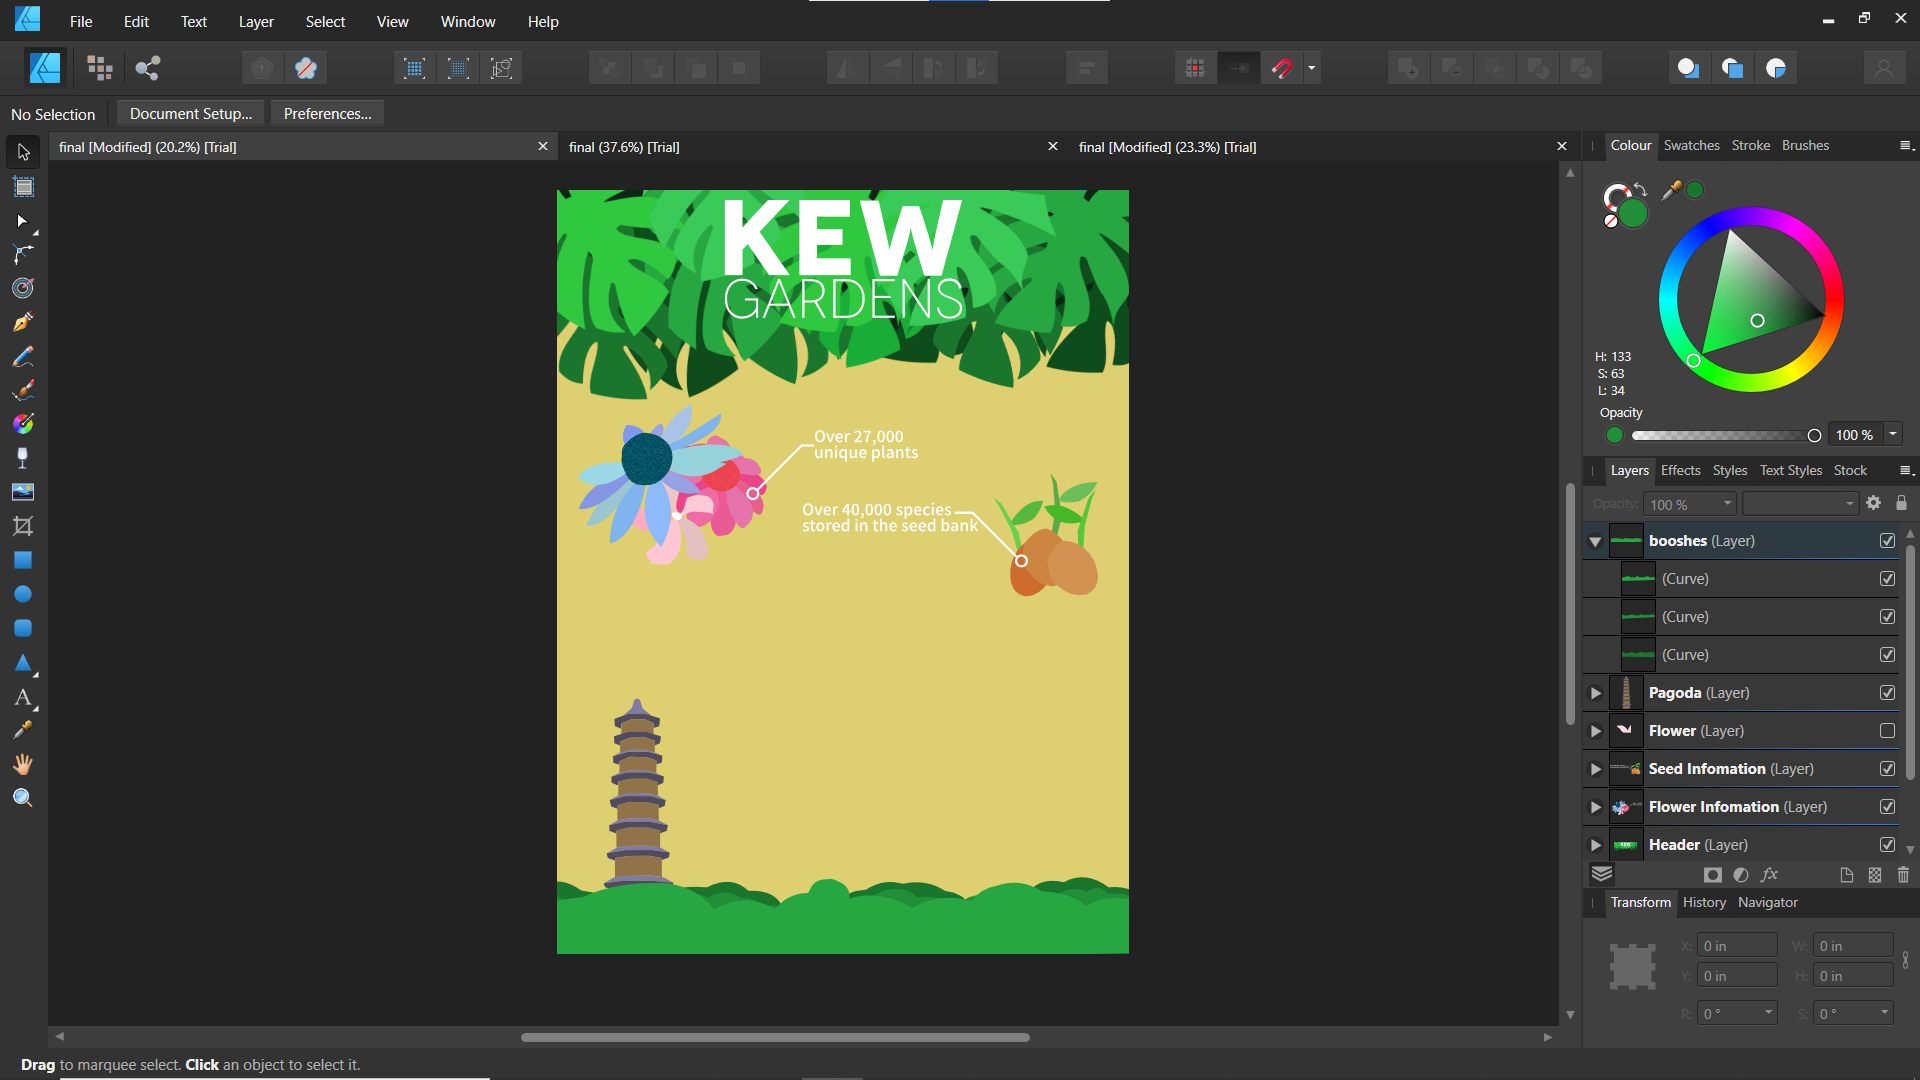 File Edit Text Layer Select View Window Help
No Selection Document Setup... Preferences...
final [Modified] (20.2%) [Trial]
final (37.6%) [Trial]
final [Modified] (23.3%) [Trial]
KEW
GARDENS
Over 27,000
unique plants
Over 40,000 species
stored in the seed bank
Colour Swatches Stroke Brushes
H: 133
S: 63
L: 34
Opacity
100 %
Layers Effects Styles Text Styles Stock
Opacity: 100 %
booshes (Layer)
(Curve)
(Curve)
(Curve)
Pagoda (Layer)
Flower (Layer)
Seed Infomation (Layer)
Flower Infomation (Layer)
Header (Layer)
Transform History Navigator
X: 0 in W: 0 in
Y: 0 in H: 0 in
R: 0 ° S: 0 °
Drag to marquee select. Click an object to select it.